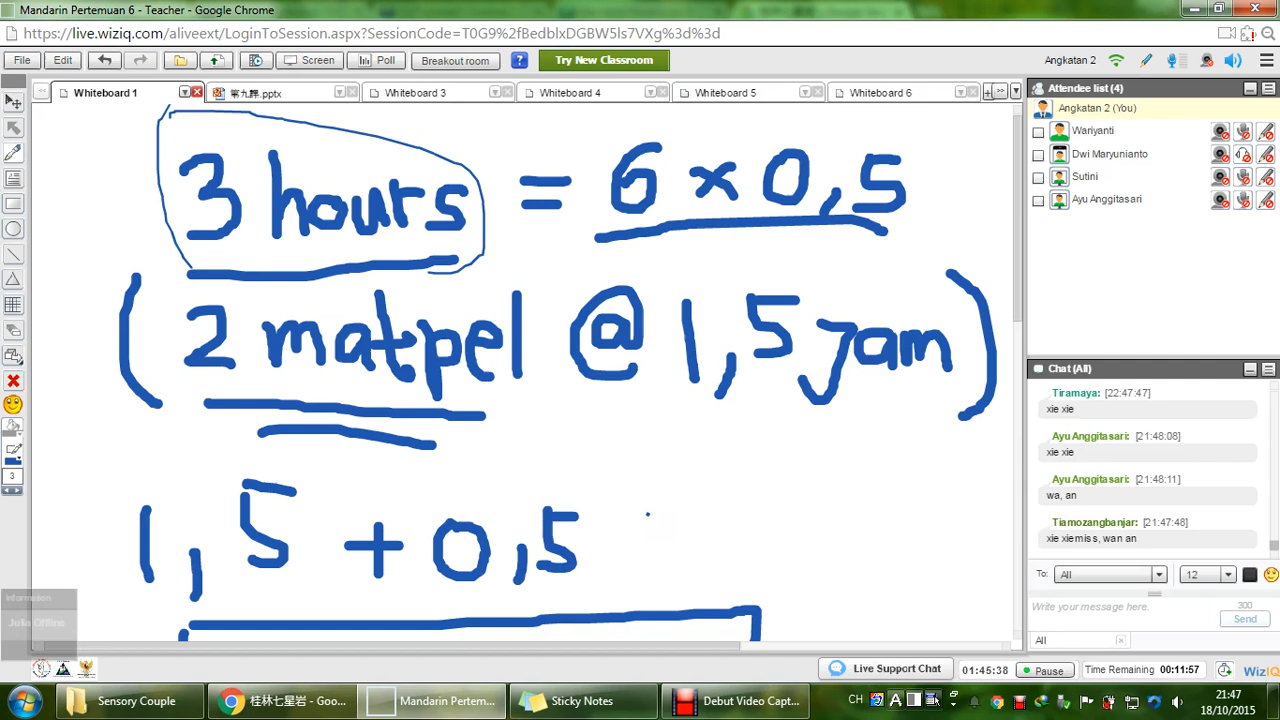 Mandarin Pertemuan 6 - Teacher - Google Chrome
https://live.wiziq.com/aliveext/LoginToSession.aspx?SessionCode=T0G9%2fBedblxDGBW5ls7VXg%3d%3d
File Edit Screen Poll Breakout room ? Try New Classroom Angkatan 2
Whiteboard 1 第九課.pptx Whiteboard 3 Whiteboard 4 Whiteboard 5 Whiteboard 6
3 hours = 6 x 0,5
(2 matpel @ 1,5 jam)
1,5 + 0,5
3
Information
Joko Offline
Attendee list (4)
Angkatan 2 (You)
Wariyanti
Dwi Maryunianto
Sutini
Ayu Anggitasari
Chat (All)
Tiramaya: [22:47:47]
xie xie
Ayu Anggitasari: [21:48:08]
xie xie
Ayu Anggitasari: [21:48:11]
wa, an
Tiamozangbanjar: [21:47:48]
xie xiemiss, wan an
To: All 12
Write your message here... 300
Send
All
Live Support Chat 01:45:38 Pause Time Remaining 00:11:57 WizIQ
Sensory Couple 桂林七星岩 - Goo... Mandarin Pertemua... Sticky Notes Debut Video Capt... CH 21:47
18/10/2015